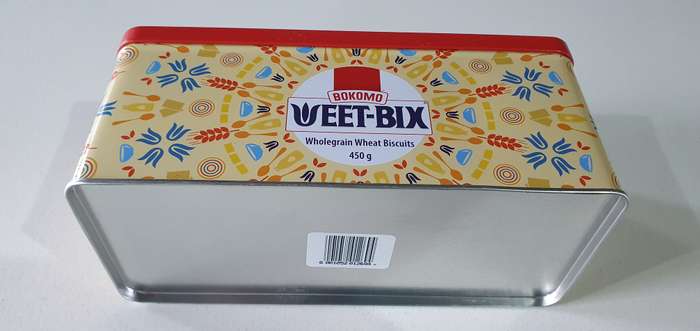 BOKOMO
WEET-BIX
Wholegrain Wheat Biscuits
450 g